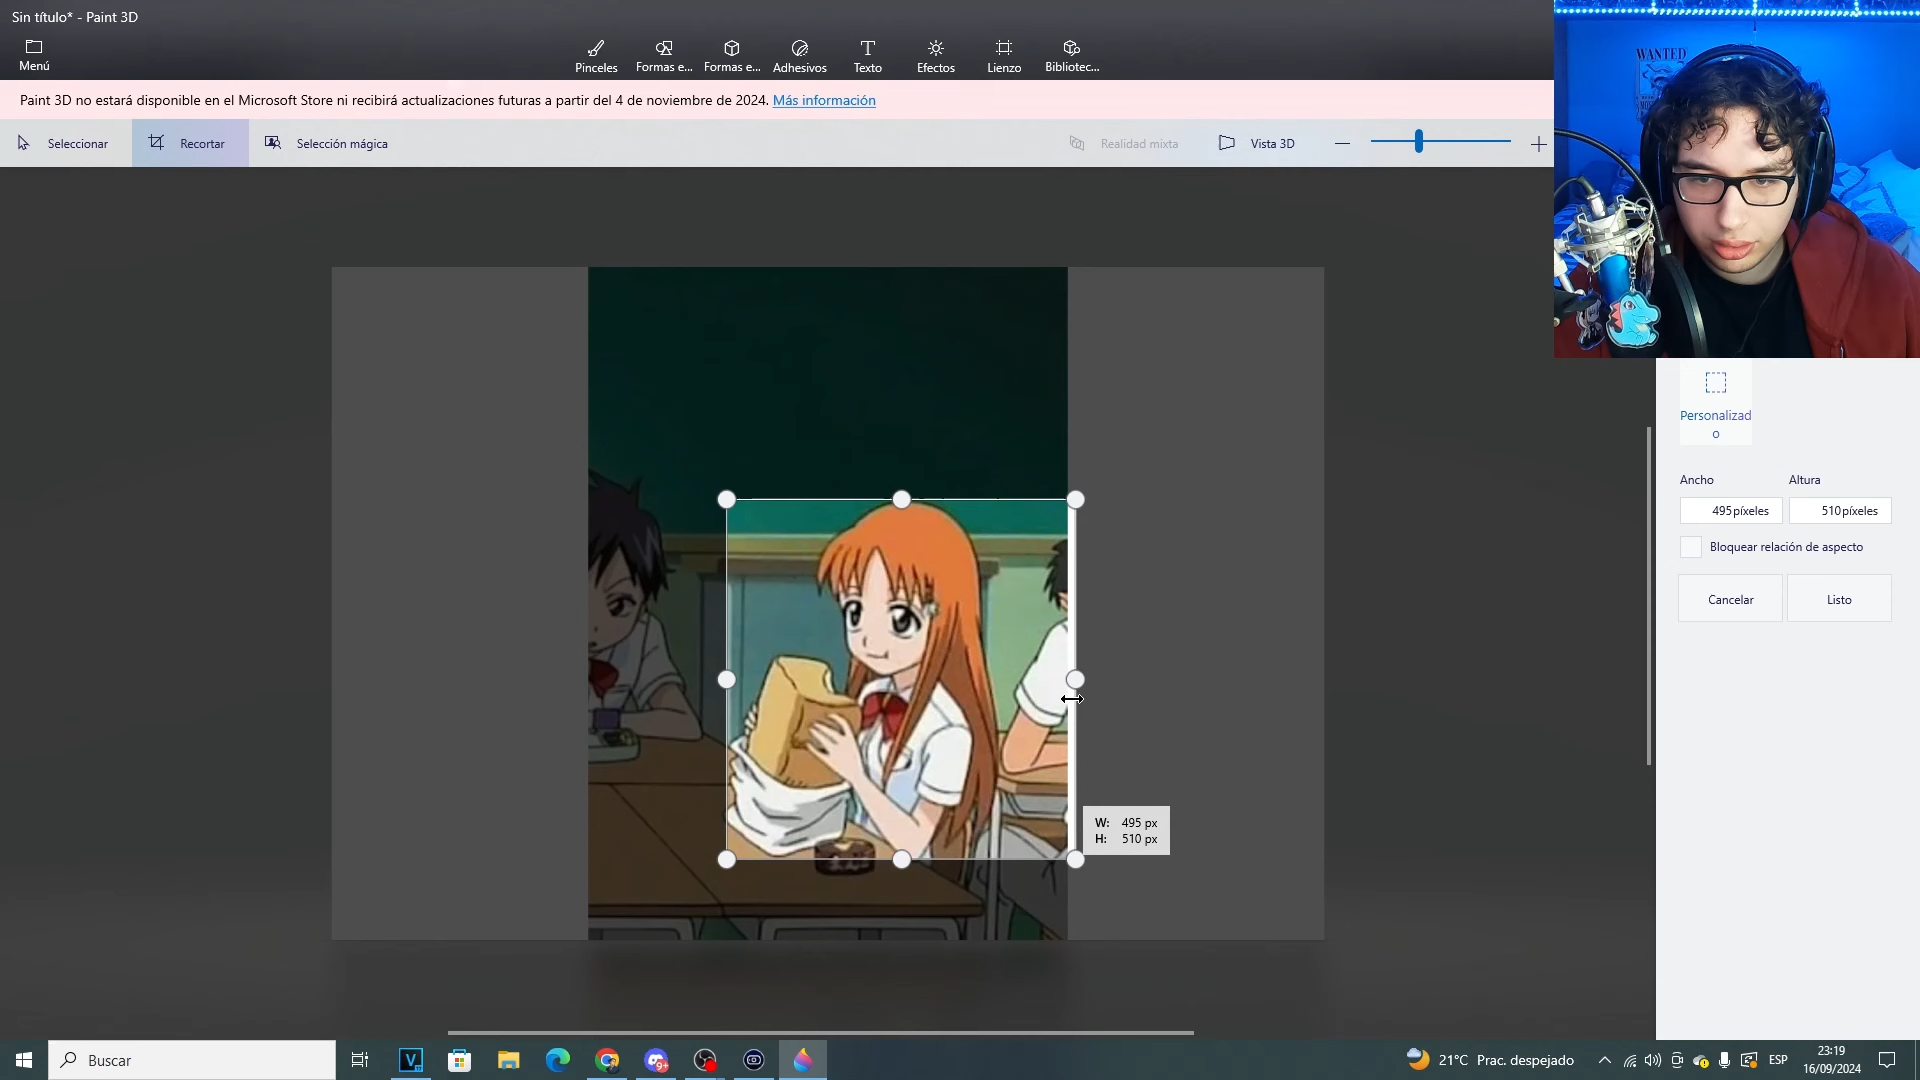 Sin título* - Paint 3D
Menú
Pinceles
Formas e...
Formas e...
Adhesivos
Texto
Efectos
Lienzo
Bibliotec...
Paint 3D no estará disponible en el Microsoft Store ni recibirá actualizaciones futuras a partir del 4 de noviembre de 2024. Más información
Seleccionar
Recortar
Selección mágica
Realidad mixta
Vista 3D
WANTED
Personalizad
o
Ancho
Altura
495píxeles
510píxeles
Bloquear relación de aspecto
Cancelar
Listo
W: 495 px
H: 510 px
Buscar
V
9+
21°C Prac. despejado
ESP
23:19
16/09/2024